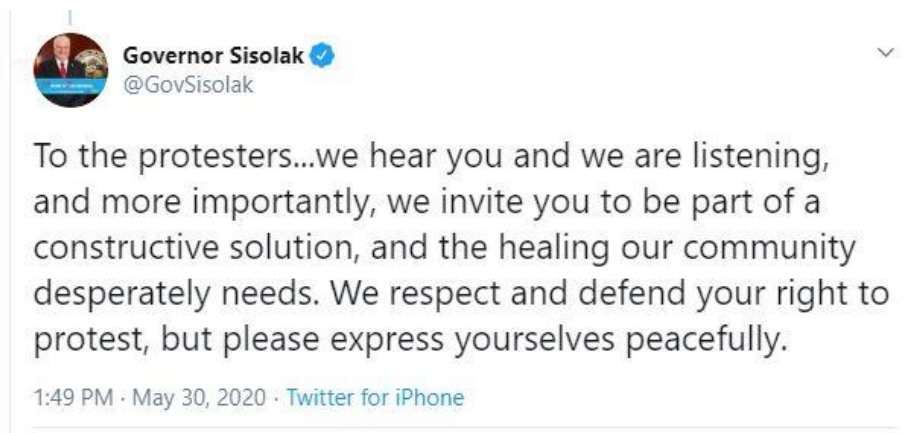 Governor Sisolak
@GovSisolak
To the protesters...we hear you and we are listening,
and more importantly, we invite you to be part of a
constructive solution, and the healing our community
desperately needs. We respect and defend your right to
protest, but please express yourselves peacefully.
1:49 PM · May 30, 2020 · Twitter for iPhone